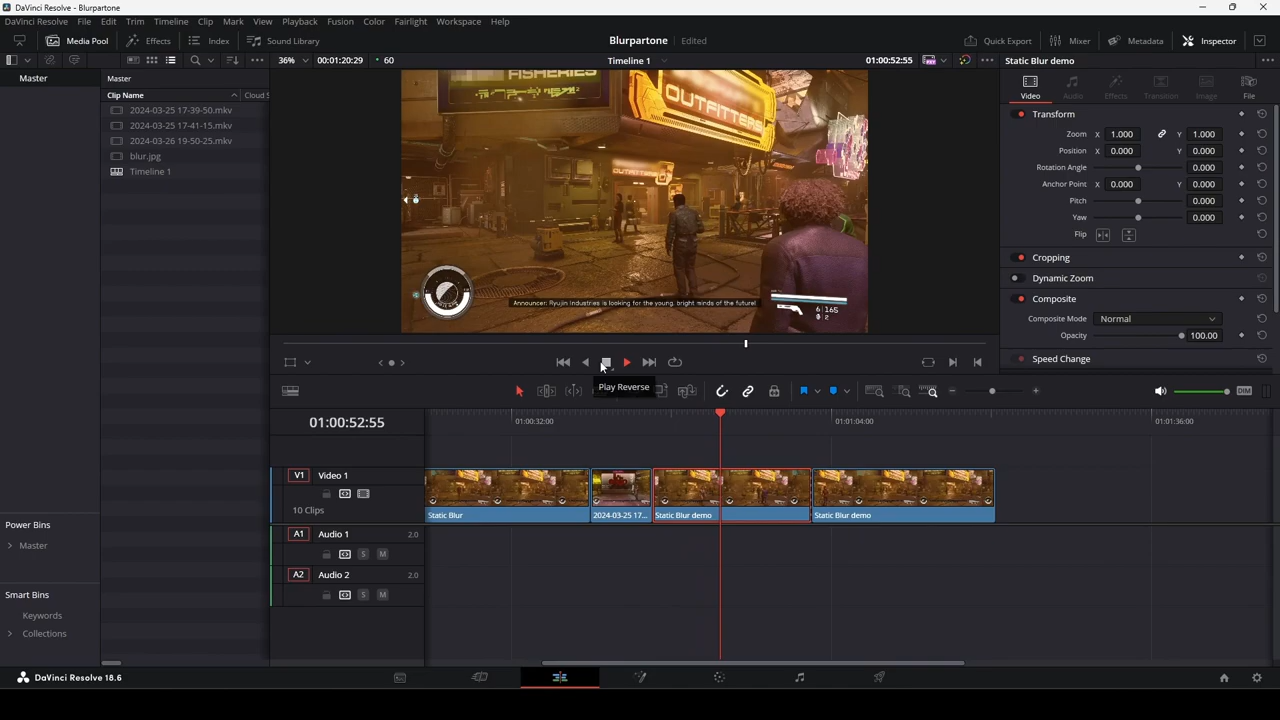 DaVinci Resolve - Blurpartone
DaVinci Resolve File Edit Trim Timeline Clip Mark View Playback Fusion Color Fairlight Workspace Help
Media Pool Effects Index Sound Library Blurpartone Edited Quick Export Mixer Metadata Inspector
36% 00:01:20:29 60 Timeline 1 01:00:52:55 Static Blur demo
Master Master
Clip Name Cloud S
2024-03-25 17-39-50.mkv
2024-03-25 17-41-15.mkv
2024-03-26 19-50-25.mkv
blur.jpg
Timeline 1
Power Bins
Master
Smart Bins
Keywords
Collections
FISHERIES
OUTFITTERS
OUTFITTERS
Announcer: Ryujin Industries is looking for the young, bright minds of the future!
6 165
0
Video Audio Effects Transition Image File
Transform
Zoom X 1.000 Y 1.000
Position X 0.000 Y 0.000
Rotation Angle 0.000
Anchor Point X 0.000 Y 0.000
Pitch 0.000
Yaw 0.000
Flip
Cropping
Dynamic Zoom
Composite
Composite Mode Normal
Opacity 100.00
Speed Change
Play Reverse
DIM
01:00:52:55 01:00:32:00 01:01:04:00 01:01:36:00
V1 Video 1
10 Clips
Static Blur 2024-03-25 17... Static Blur demo Static Blur demo
A1 Audio 1 2.0
S M
A2 Audio 2 2.0
S M
DaVinci Resolve 18.6